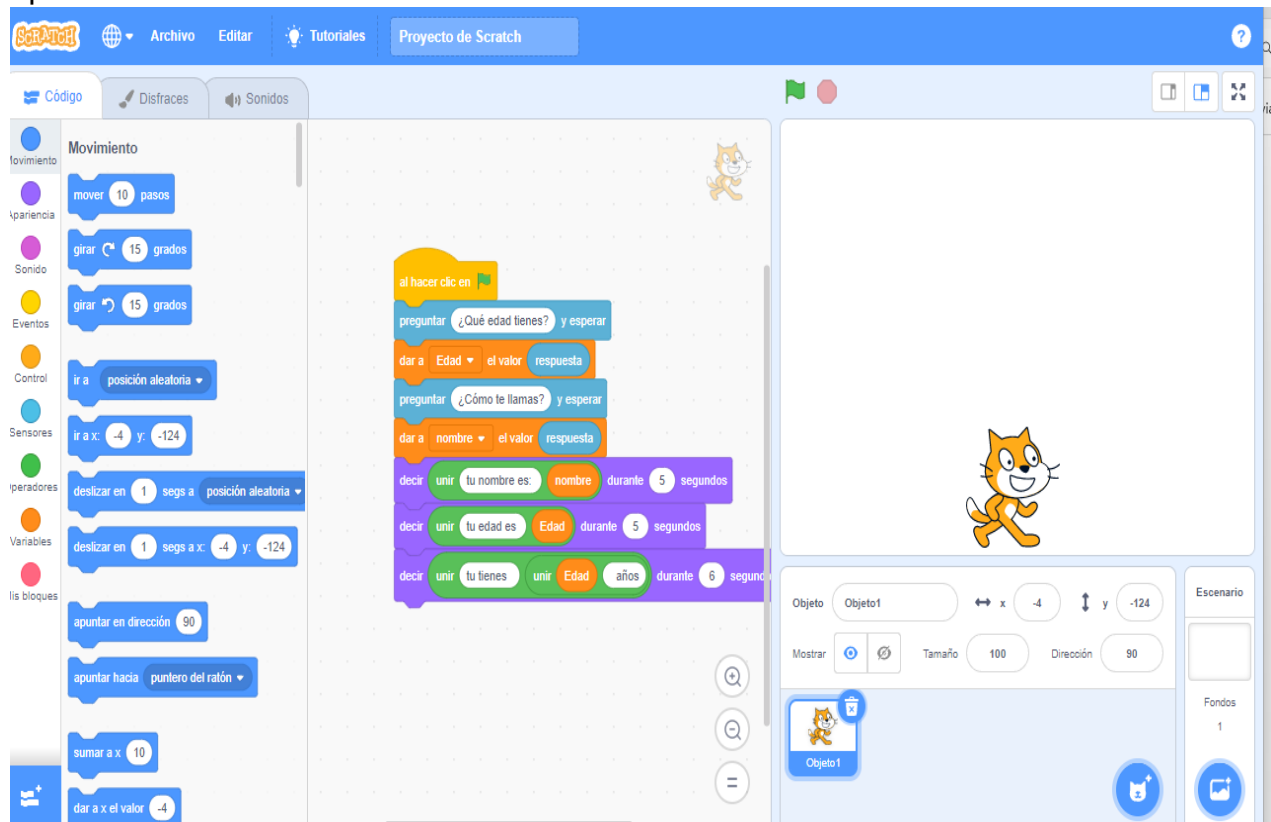 SCRATCH Archivo Editar Tutoriales Proyecto de Scratch ?
Código Disfraces Sonidos
Movimiento
Apariencia
Sonido
Eventos
Control
Sensores
Operadores
Variables
Mis bloques
Movimiento
mover 10 pasos
girar 15 grados
girar 15 grados
ir a posición aleatoria
ir a x: -4 y: -124
deslizar en 1 segs a posición aleatoria
deslizar en 1 segs a x: -4 y: -124
apuntar en dirección 90
apuntar hacia puntero del ratón
sumar a x 10
dar a x el valor -4
al hacer clic en
preguntar ¿Qué edad tienes? y esperar
dar a Edad el valor respuesta
preguntar ¿Cómo te llamas? y esperar
dar a nombre el valor respuesta
decir unir tu nombre es: nombre durante 5 segundos
decir unir tu edad es Edad durante 5 segundos
decir unir tu tienes unir Edad años durante 6 segund
Objeto Objeto1 x -4 y -124
Mostrar Tamaño 100 Dirección 90
Objeto1
Escenario
Fondos
1